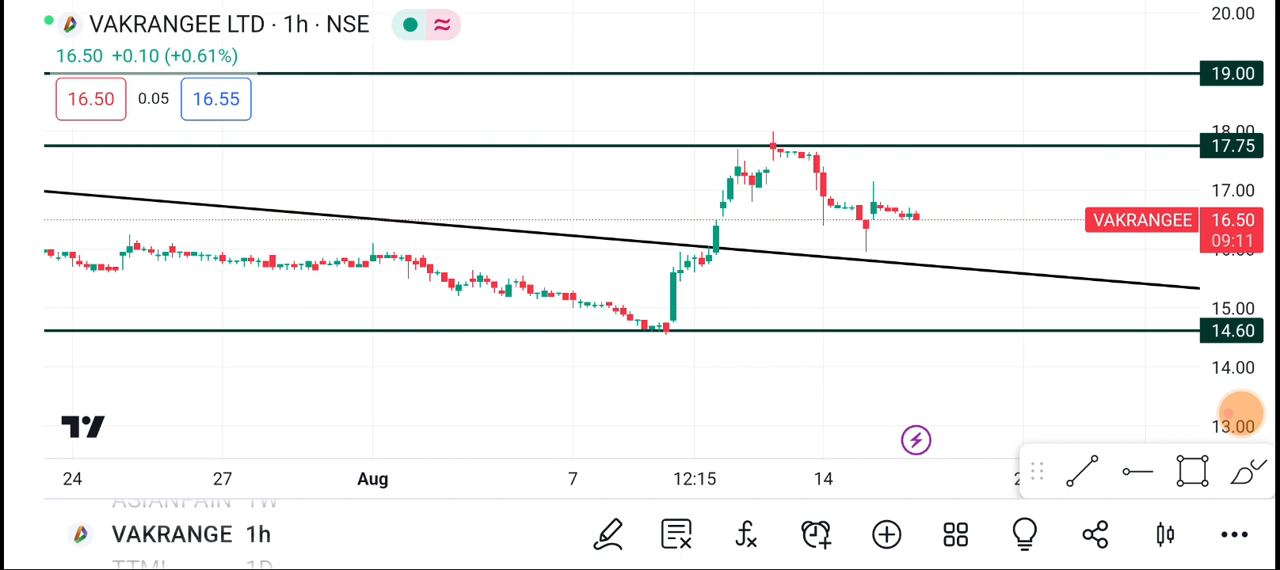 VAKRANGEE LTD · 1h · NSE
16.50 +0.10 (+0.61%)
16.50 0.05 16.55
20.00
19.00
18.00
17.75
17.00
VAKRANGEE 16.50
09:11
16.00
15.00
14.60
14.00
13.00
24 27 Aug 7 12:15 14
ASIANPAIN 1W
VAKRANGE 1h
TTML 1D